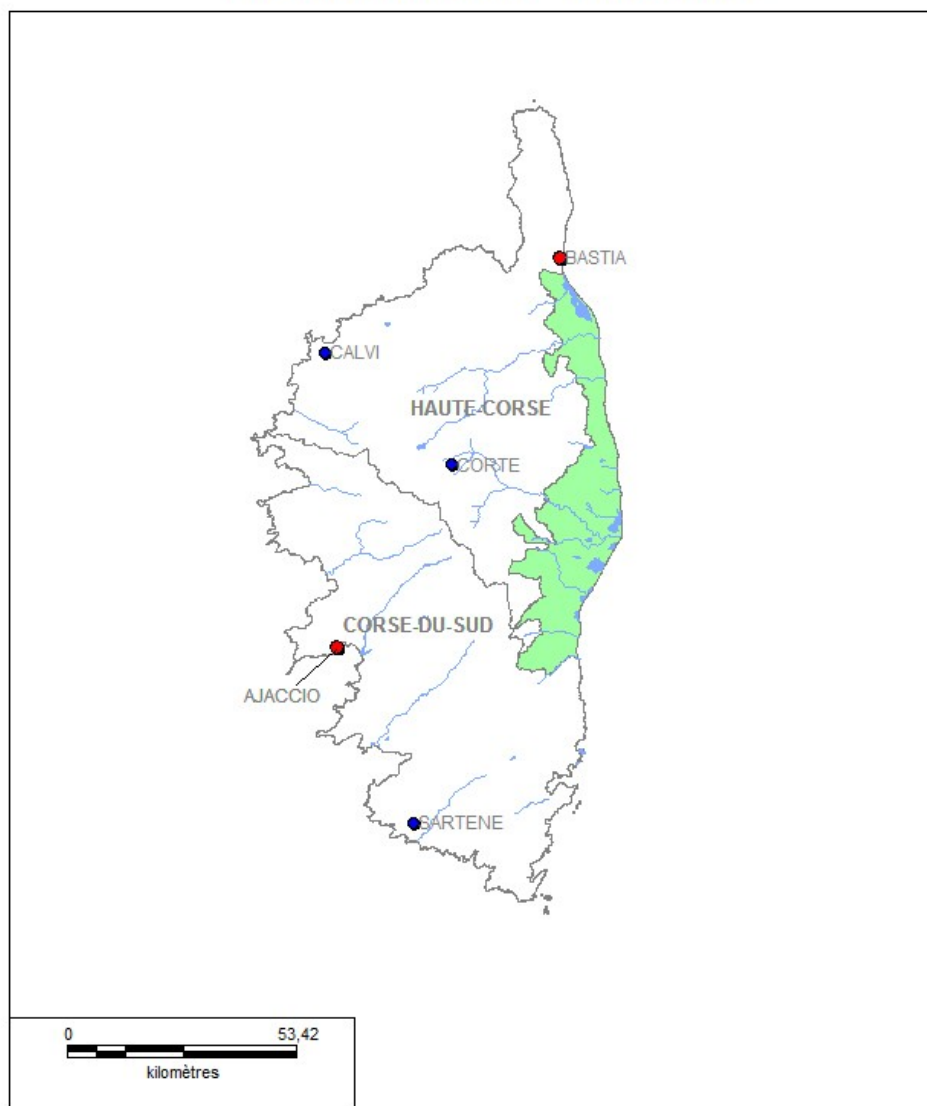 BASTIA
CALVI
HAUTE-CORSE
CORTE
CORSE-DU-SUD
AJACCIO
SARTENE
0 53,42
kilomètres